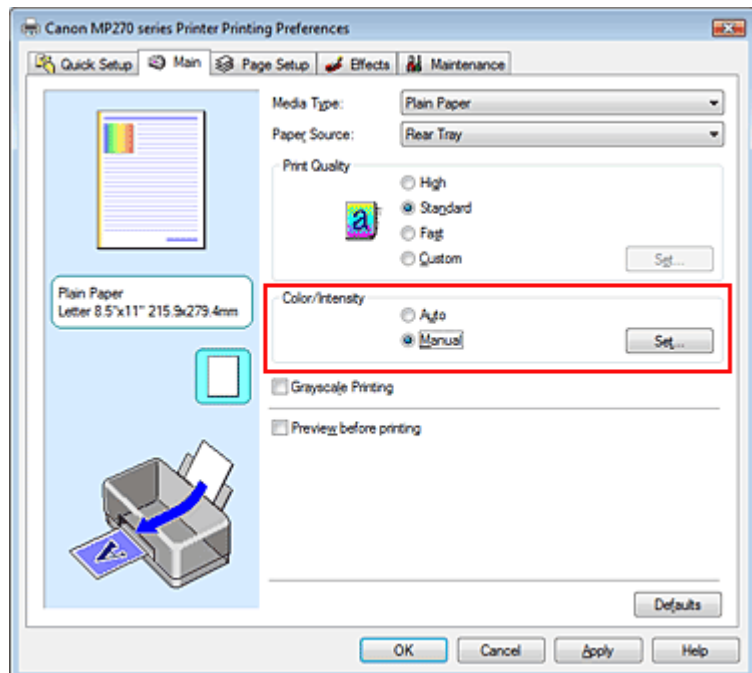 Canon MP270 series Printer Printing Preferences
Quick Setup Main Page Setup Effects Maintenance
Media Type: Plain Paper
Paper Source: Rear Tray
Print Quality
High
a Standard
Fast
Custom Set...
Plain Paper
Letter 8.5"x11" 215.9x279.4mm
Color/Intensity
Auto
Manual Set...
Grayscale Printing
Preview before printing
A
Defaults
OK Cancel Apply Help